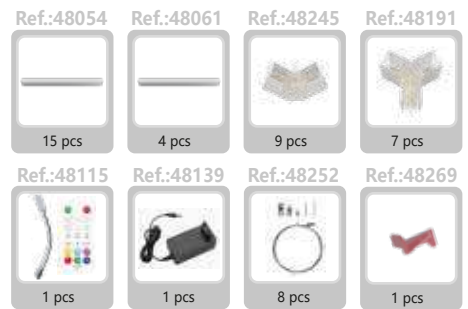 Ref.:48054 Ref.:48061 Ref.:48245 Ref.:48191
15 pcs 4 pcs 9 pcs 7 pcs
Ref.:48115 Ref.:48139 Ref.:48252 Ref.:48269
1 pcs 1 pcs 8 pcs 1 pcs